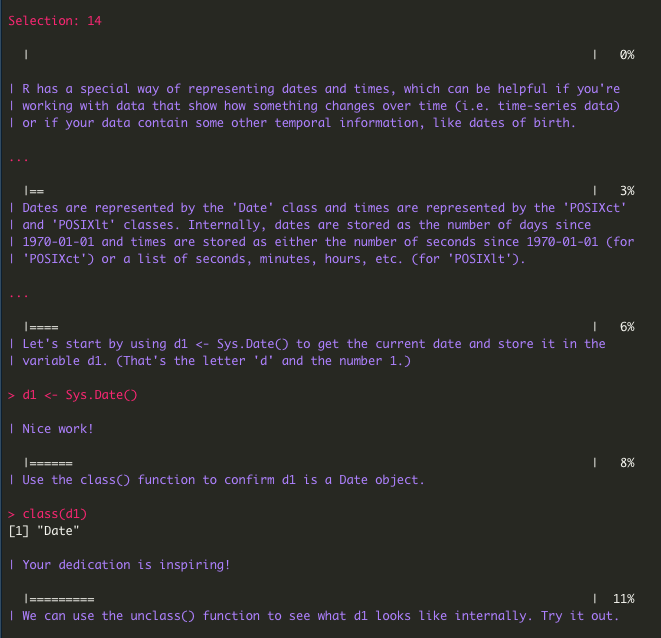 Selection: 14
| | 0%
| R has a special way of representing dates and times, which can be helpful if you're
| working with data that show how something changes over time (i.e. time-series data)
| or if your data contain some other temporal information, like dates of birth.
...
|== | 3%
| Dates are represented by the 'Date' class and times are represented by the 'POSIXct'
| and 'POSIXlt' classes. Internally, dates are stored as the number of days since
| 1970-01-01 and times are stored as either the number of seconds since 1970-01-01 (for
| 'POSIXct') or a list of seconds, minutes, hours, etc. (for 'POSIXlt').
...
|==== | 6%
| Let's start by using d1 <- Sys.Date() to get the current date and store it in the
| variable d1. (That's the letter 'd' and the number 1.)
> d1 <- Sys.Date()
| Nice work!
|====== | 8%
| Use the class() function to confirm d1 is a Date object.
> class(d1)
[1] "Date"
| Your dedication is inspiring!
|========= | 11%
| We can use the unclass() function to see what d1 looks like internally. Try it out.